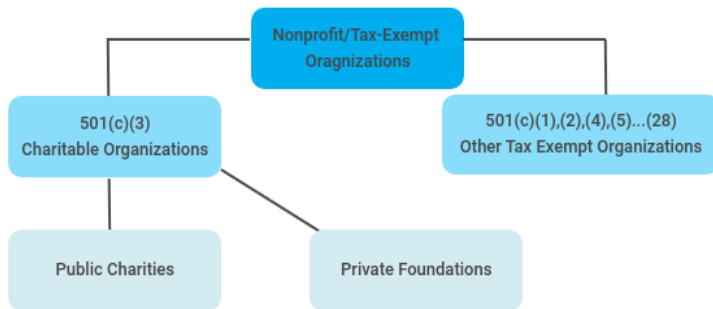 Nonprofit/Tax-Exempt
Oragnizations
501(c)(3)
Charitable Organizations
501(c)(1),(2),(4),(5)...(28)
Other Tax Exempt Organizations
Public Charities
Private Foundations